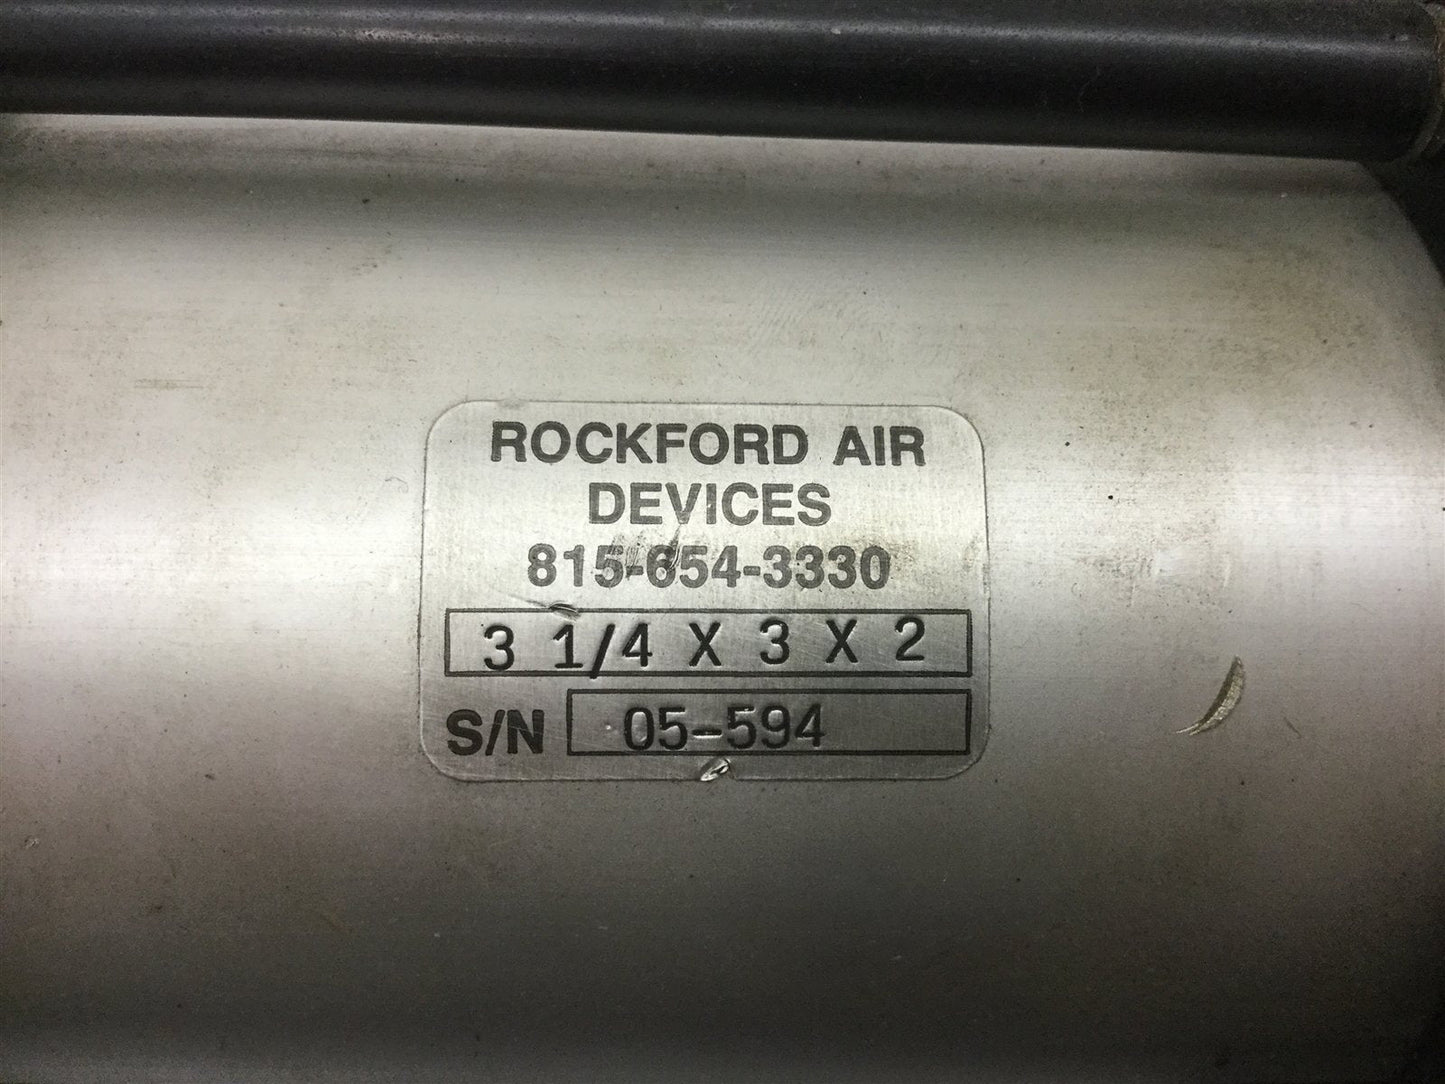 ROCKFORD AIR
DEVICES
815-654-3330
3 1/4 X 3 X 2
S/N 05-594